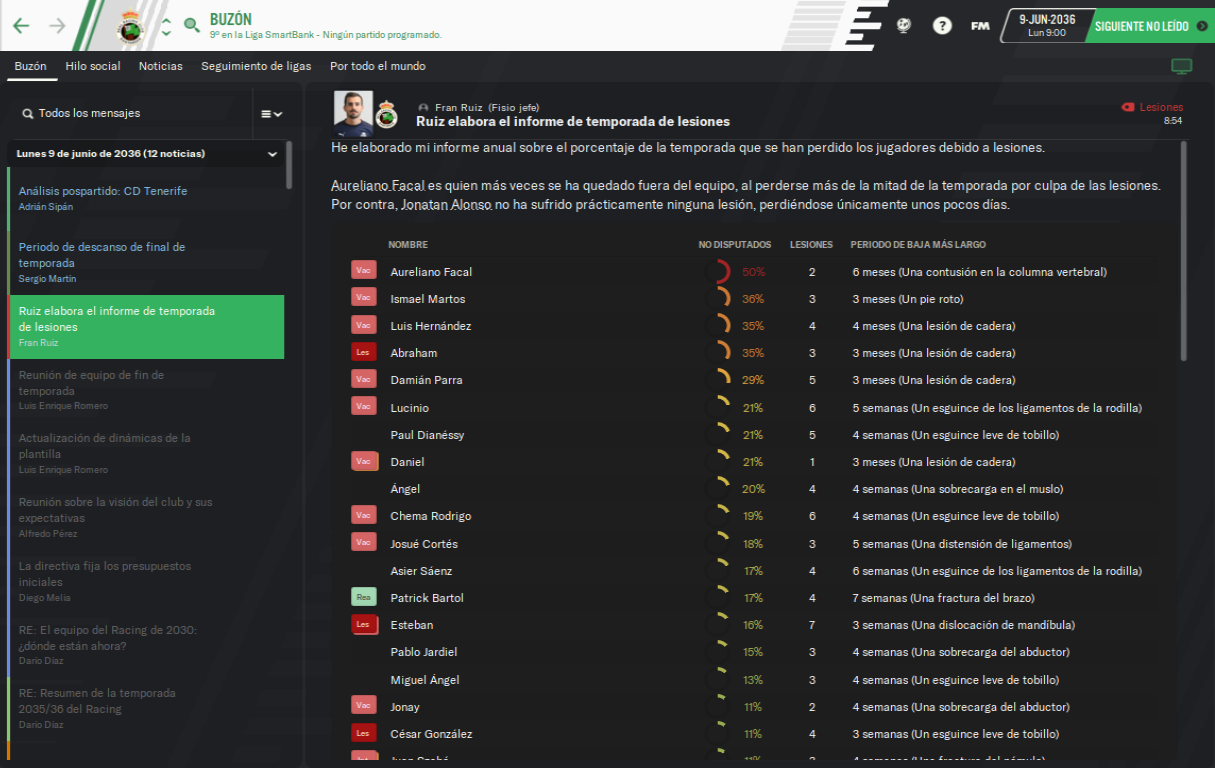 BUZÓN
9º en la Liga SmartBank - Ningún partido programado.
FM
9-JUN-2036
Lun 9:00
SIGUIENTE NO LEÍDO
Buzón Hilo social Noticias Seguimiento de ligas Por todo el mundo
Todos los mensajes
Lunes 9 de junio de 2036 (12 noticias)
Análisis pospartido: CD Tenerife
Adrián Sipán
Periodo de descanso de final de
temporada
Sergio Martín
Ruiz elabora el informe de temporada
de lesiones
Fran Ruiz
Reunión de equipo de fin de
temporada
Luis Enrique Romero
Actualización de dinámicas de la
plantilla
Luis Enrique Romero
Reunión sobre la visión del club y sus
expectativas
Alfredo Pérez
La directiva fija los presupuestos
iniciales
Diego Melia
RE: El equipo del Racing de 2030:
¿dónde están ahora?
Darío Díaz
RE: Resumen de la temporada
2035/36 del Racing
Darío Díaz
Fran Ruiz (Fisio jefe)
Ruiz elabora el informe de temporada de lesiones
Lesiones
8:54
He elaborado mi informe anual sobre el porcentaje de la temporada que se han perdido los jugadores debido a lesiones.
Aureliano Facal es quien más veces se ha quedado fuera del equipo, al perderse más de la mitad de la temporada por culpa de las lesiones.
Por contra, Jonatan Alonso no ha sufrido prácticamente ninguna lesión, perdiéndose únicamente unos pocos días.
NOMBRE NO DISPUTADOS LESIONES PERIODO DE BAJA MÁS LARGO
Vac Aureliano Facal 50% 2 6 meses (Una contusión en la columna vertebral)
Vac Ismael Martos 36% 3 3 meses (Un pie roto)
Vac Luis Hernández 35% 4 4 meses (Una lesión de cadera)
Les Abraham 35% 3 3 meses (Una lesión de cadera)
Vac Damián Parra 29% 5 3 meses (Una lesión de cadera)
Vac Lucinio 21% 6 5 semanas (Un esguince de los ligamentos de la rodilla)
Paul Dianéssy 21% 5 4 semanas (Un esguince leve de tobillo)
Vac Daniel 21% 1 3 meses (Una lesión de cadera)
Ángel 20% 4 4 semanas (Una sobrecarga en el muslo)
Vac Chema Rodrigo 19% 6 4 semanas (Un esguince leve de tobillo)
Vac Josué Cortés 18% 3 5 semanas (Una distensión de ligamentos)
Asier Sáenz 17% 4 6 semanas (Un esguince de los ligamentos de la rodilla)
Rea Patrick Bartol 17% 4 7 semanas (Una fractura del brazo)
Les Esteban 16% 7 3 semanas (Una dislocación de mandíbula)
Pablo Jardiel 15% 3 4 semanas (Una sobrecarga del abductor)
Miguel Ángel 13% 3 4 semanas (Un esguince leve de tobillo)
Vac Jonay 11% 2 4 semanas (Una sobrecarga del abductor)
Les César González 11% 4 3 semanas (Un esguince leve de tobillo)